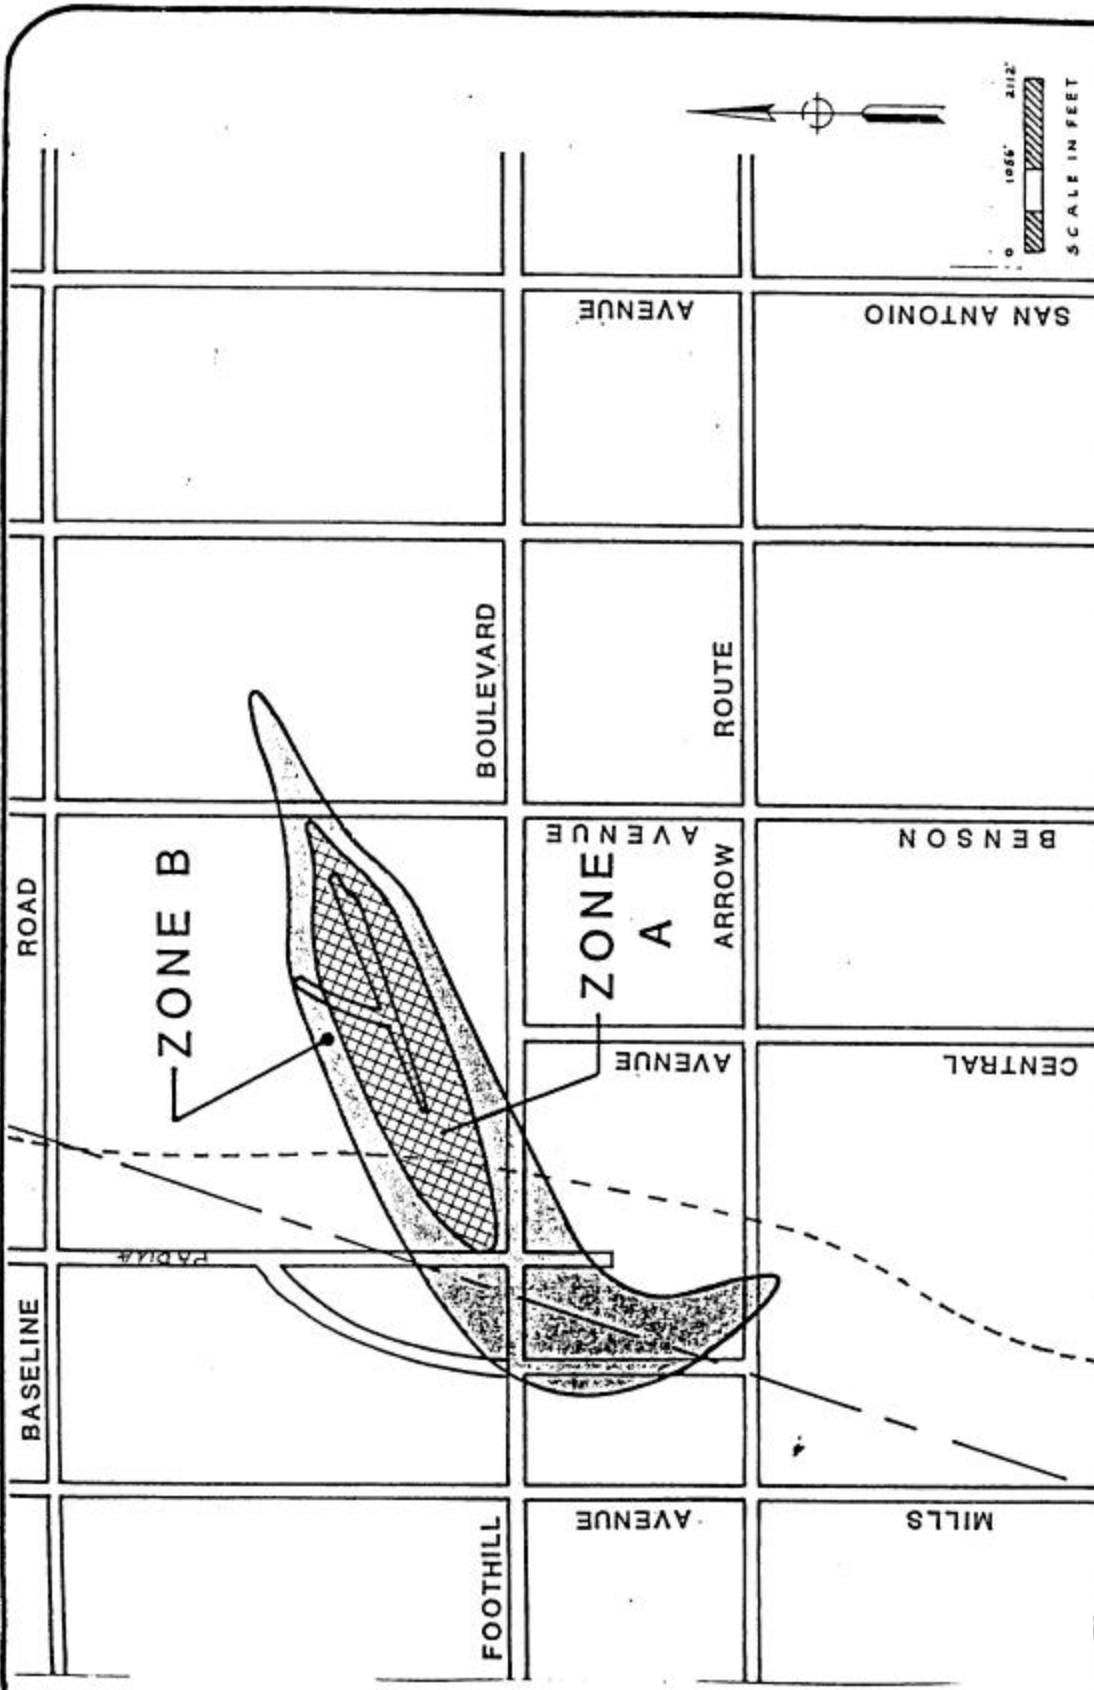 0 1056' 2112'
SCALE IN FEET
SAN ANTONIO AVENUE
BENSON AVENUE
CENTRAL AVENUE
MILLS AVENUE
PADUA
BASELINE ROAD
FOOTHILL BOULEVARD
ARROW ROUTE
ZONE B
ZONE
A